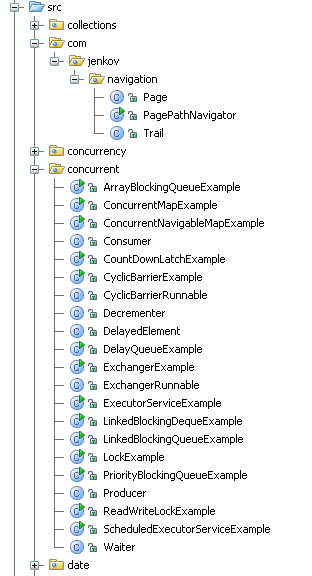 src
collections
com
jenkov
navigation
Page
PagePathNavigator
Trail
concurrency
concurrent
ArrayBlockingQueueExample
ConcurrentMapExample
ConcurrentNavigableMapExample
Consumer
CountDownLatchExample
CyclicBarrierExample
CyclicBarrierRunnable
Decrementer
DelayedElement
DelayQueueExample
ExchangerExample
ExchangerRunnable
ExecutorServiceExample
LinkedBlockingDequeExample
LinkedBlockingQueueExample
LockExample
PriorityBlockingQueueExample
Producer
ReadWriteLockExample
ScheduledExecutorServiceExample
Waiter
date